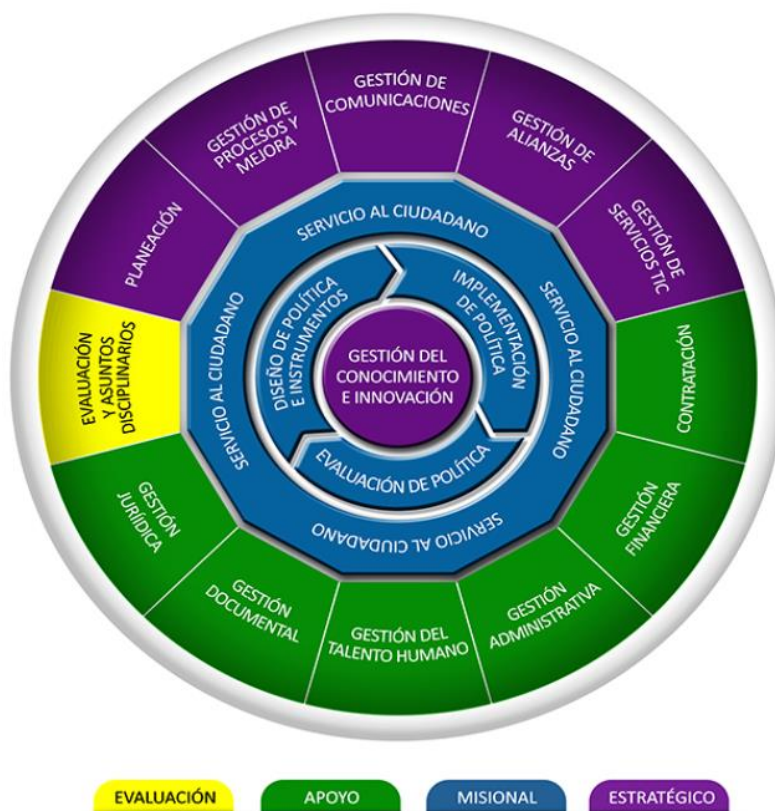 GESTIÓN DE
COMUNICACIONES
GESTIÓN DE
ALIANZAS
GESTIÓN DE
SERVICIOS TIC
CONTRATACIÓN
GESTIÓN
FINANCIERA
GESTIÓN
ADMINISTRATIVA
GESTIÓN DEL
TALENTO HUMANO
GESTIÓN
DOCUMENTAL
GESTIÓN
JURÍIDICA
EVALUACIÓN
Y ASUNTOS
DISCIPLINARIOS
PLANEACIÓN
GESTIÓN DE
PROCESOS Y
MEJORA
SERVICIO AL CIUDADANO
SERVICIO AL CIUDADANO
SERVICIO AL CIUDADANO
SERVICIO AL CIUDADANO
DISEÑO DE POLÍTICA
E INSTRUMENTOS
IMPLEMENTACIÓN
DE POLÍTICA
EVALUACIÓN DE POLÍTICA
GESTIÓN DEL
CONOCIMIENTO
E INNOVACIÓN
EVALUACIÓN
APOYO
MISIONAL
ESTRATÉGICO